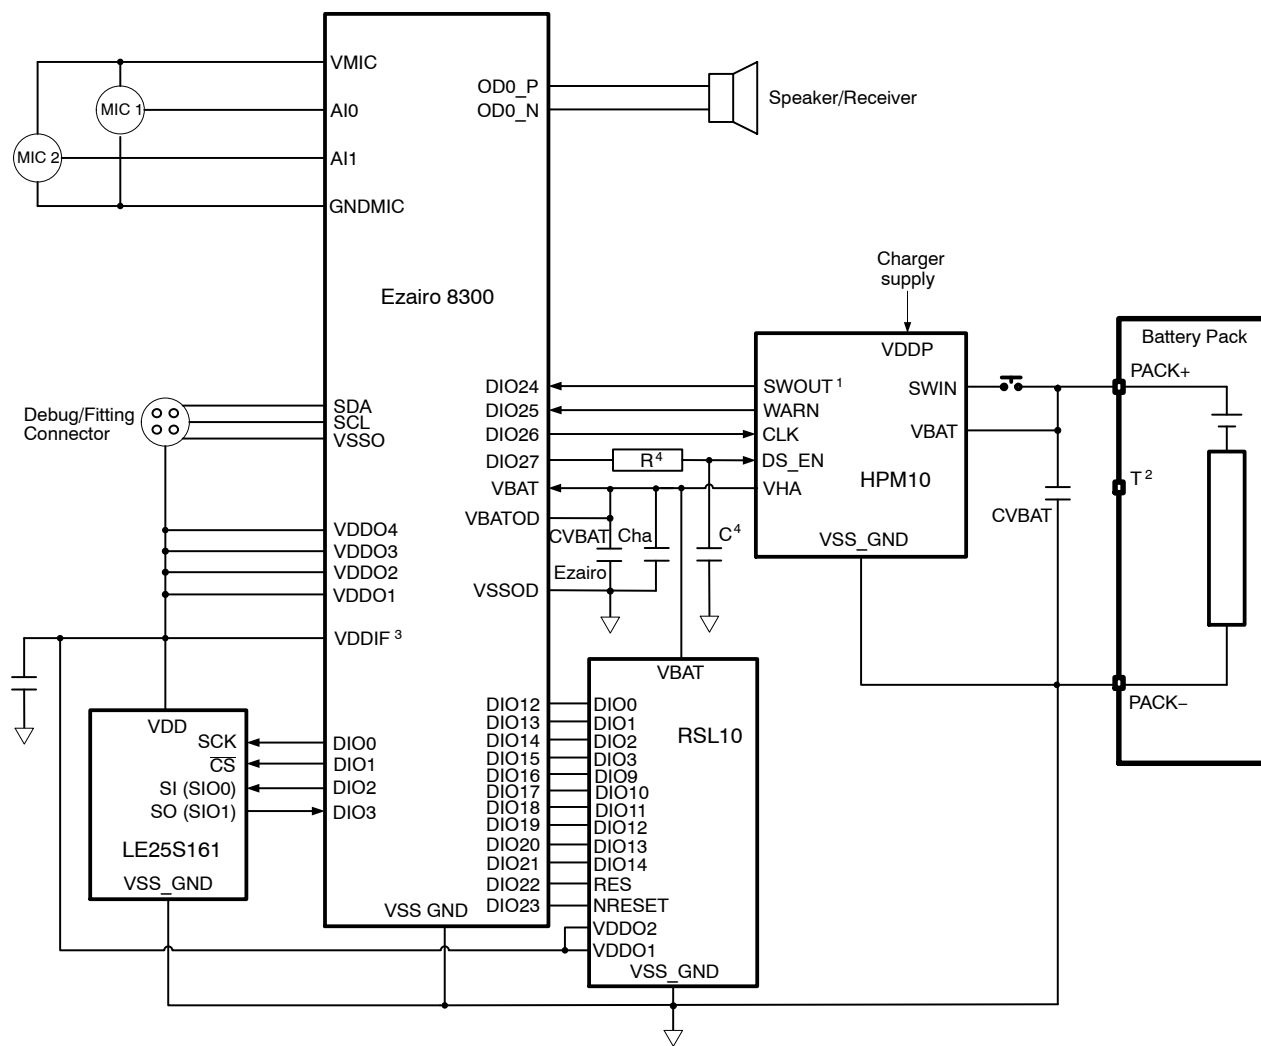 VMIC
OD0_P
OD0_N
Speaker/Receiver
MIC 1
AI0
MIC 2
AI1
GNDMIC
Ezairo 8300
Charger
supply
VDDP
Battery Pack
PACK+
SWIN
VBAT
HPM10
T 2
CVBAT
VSS_GND
PACK−
DIO24
SWOUT 1
DIO25
WARN
DIO26
CLK
DIO27
R 4
DS_EN
VBAT
VHA
VBATOD
CVBAT
Cha
C 4
Ezairo
VSSOD
Debug/Fitting
Connector
SDA
SCL
VSSO
VDDO4
VDDO3
VDDO2
VDDO1
VDDIF 3
VDD
SCK
DIO0
CS
DIO1
SI (SIO0)
DIO2
SO (SIO1)
DIO3
LE25S161
VSS_GND
VSS GND
VBAT
RSL10
DIO12
DIO0
DIO13
DIO1
DIO14
DIO2
DIO15
DIO3
DIO16
DIO9
DIO17
DIO10
DIO18
DIO11
DIO19
DIO12
DIO20
DIO13
DIO21
DIO14
DIO22
RES
DIO23
NRESET
VDDO2
VDDO1
VSS_GND